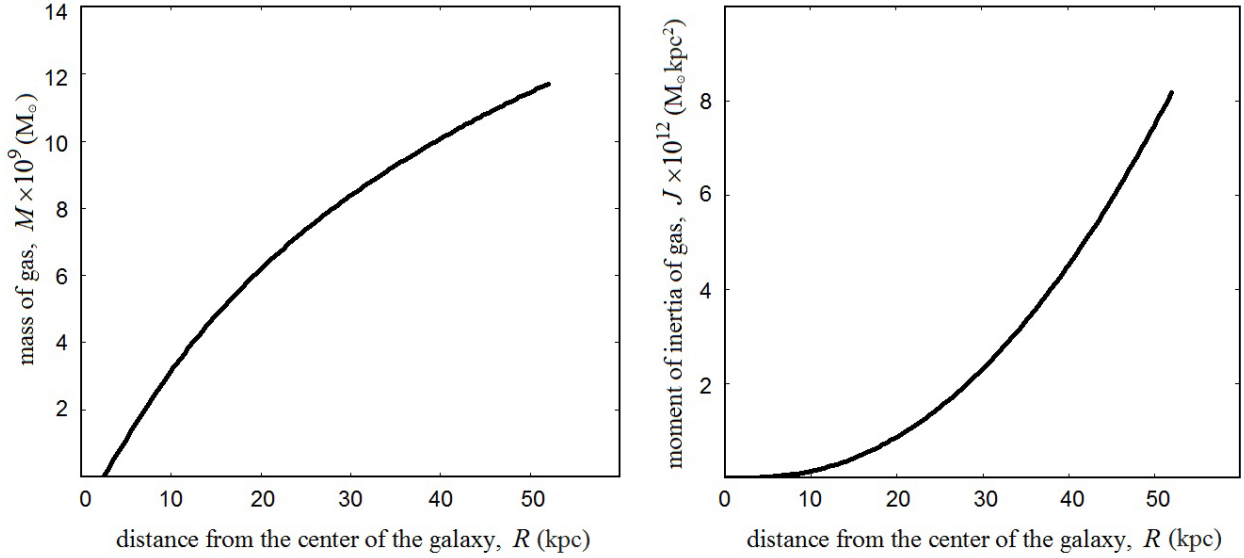 14
12
10
8
6
4
2
0 10 20 30 40 50
mass of gas, M ×10⁹ (M☉)
distance from the center of the galaxy, R (kpc)
8
6
4
2
0 10 20 30 40 50
moment of inertia of gas, J ×10¹² (M☉kpc²)
distance from the center of the galaxy, R (kpc)